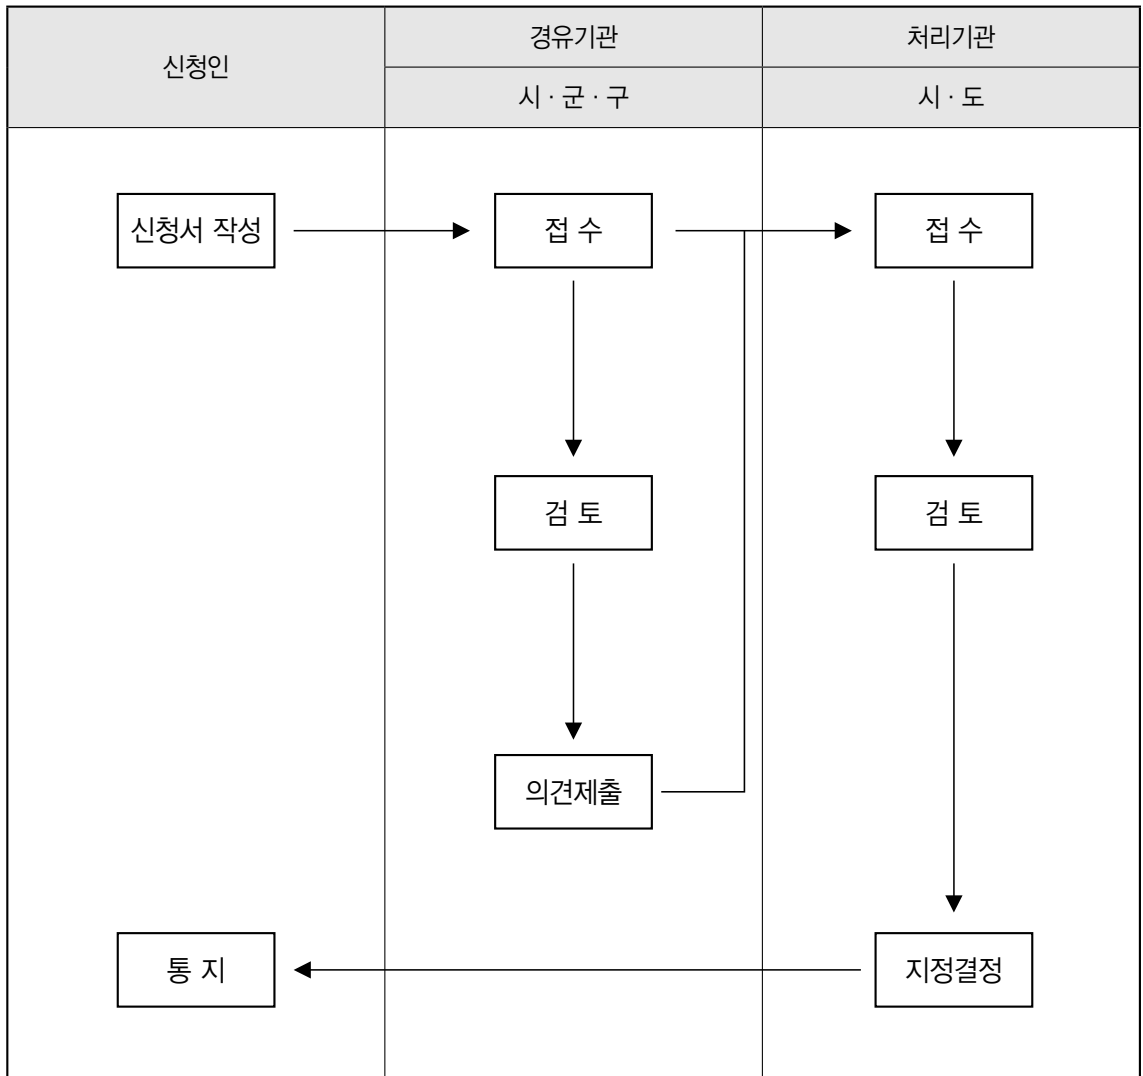 신청인
경유기관
처리기관
시 · 군 · 구
시 · 도
신청서 작성
접 수
접 수
검 토
검 토
의견제출
통 지
지정결정